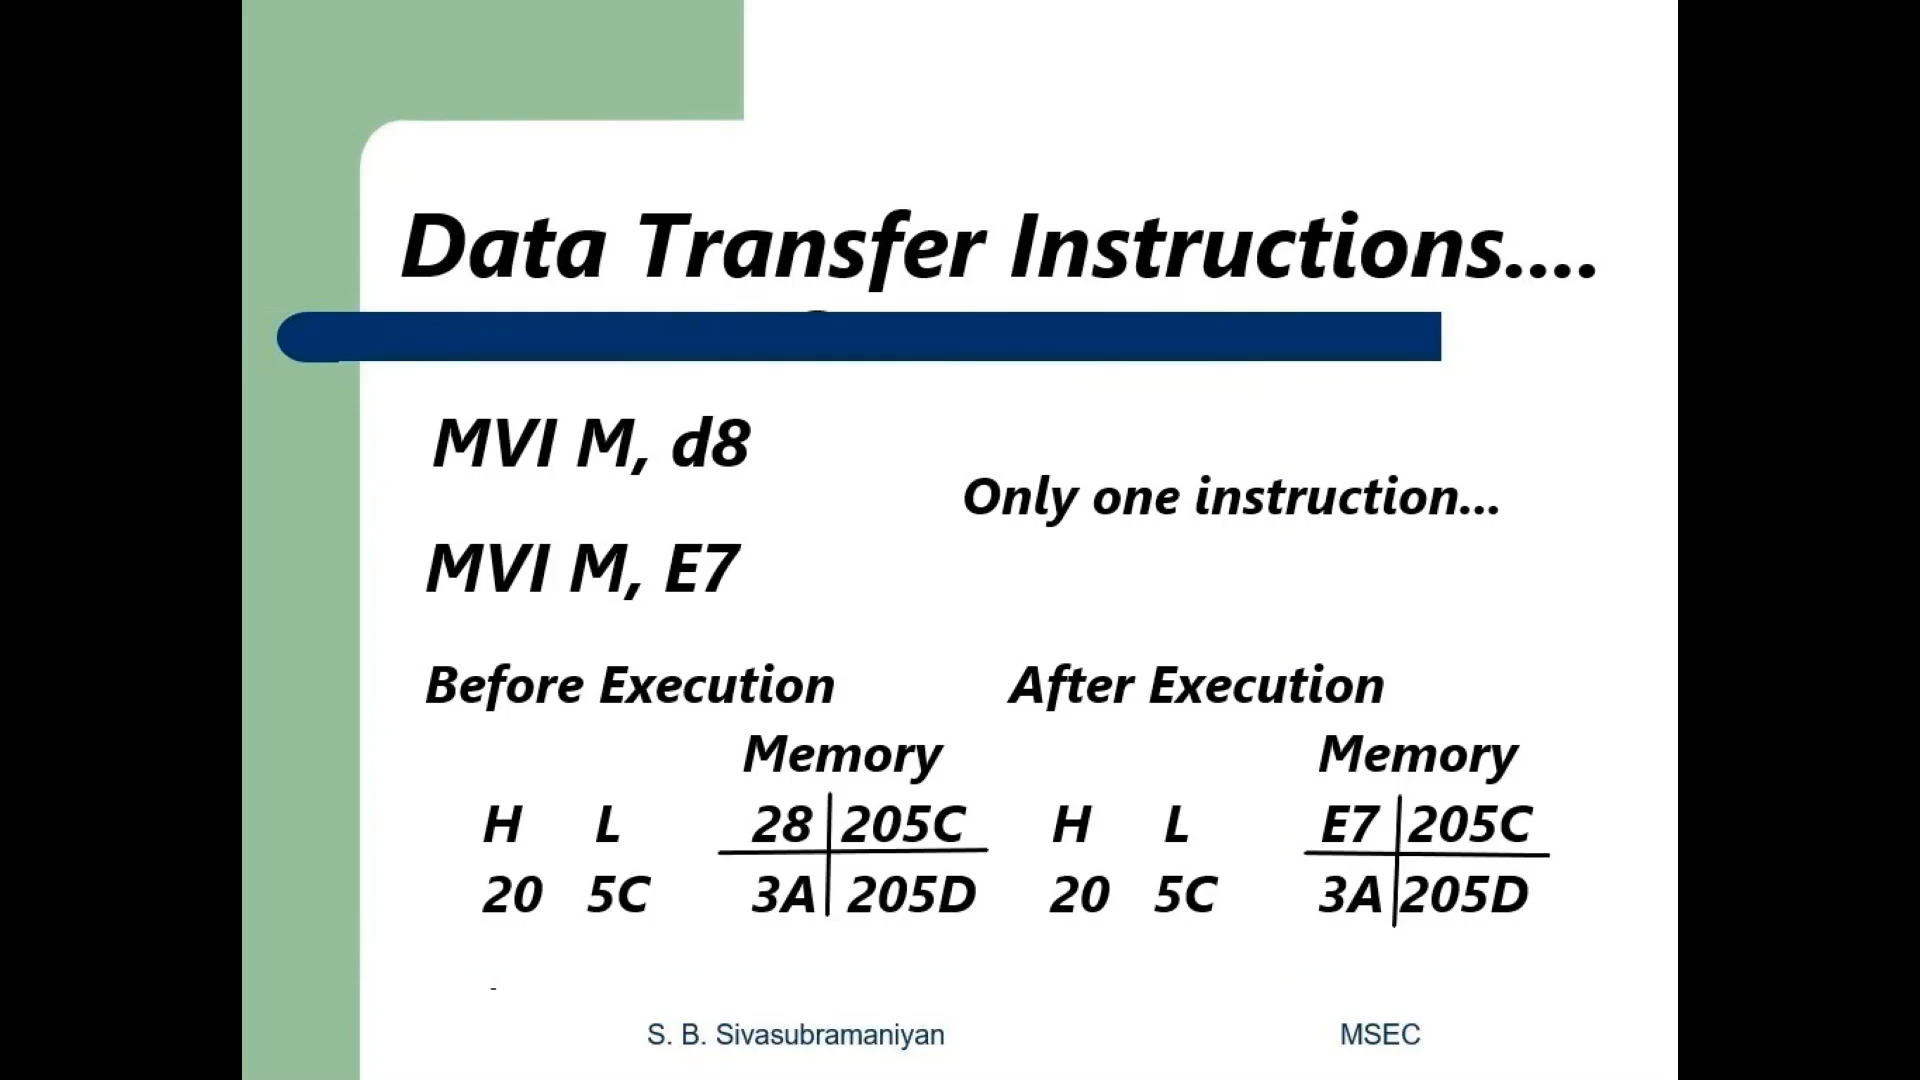 Data Transfer Instructions....
MVI M, d8
Only one instruction...
MVI M, E7
Before Execution After Execution
Memory Memory
H L 28 205C H L E7 205C
20 5C 3A 205D 20 5C 3A 205D
-
S. B. Sivasubramaniyan MSEC